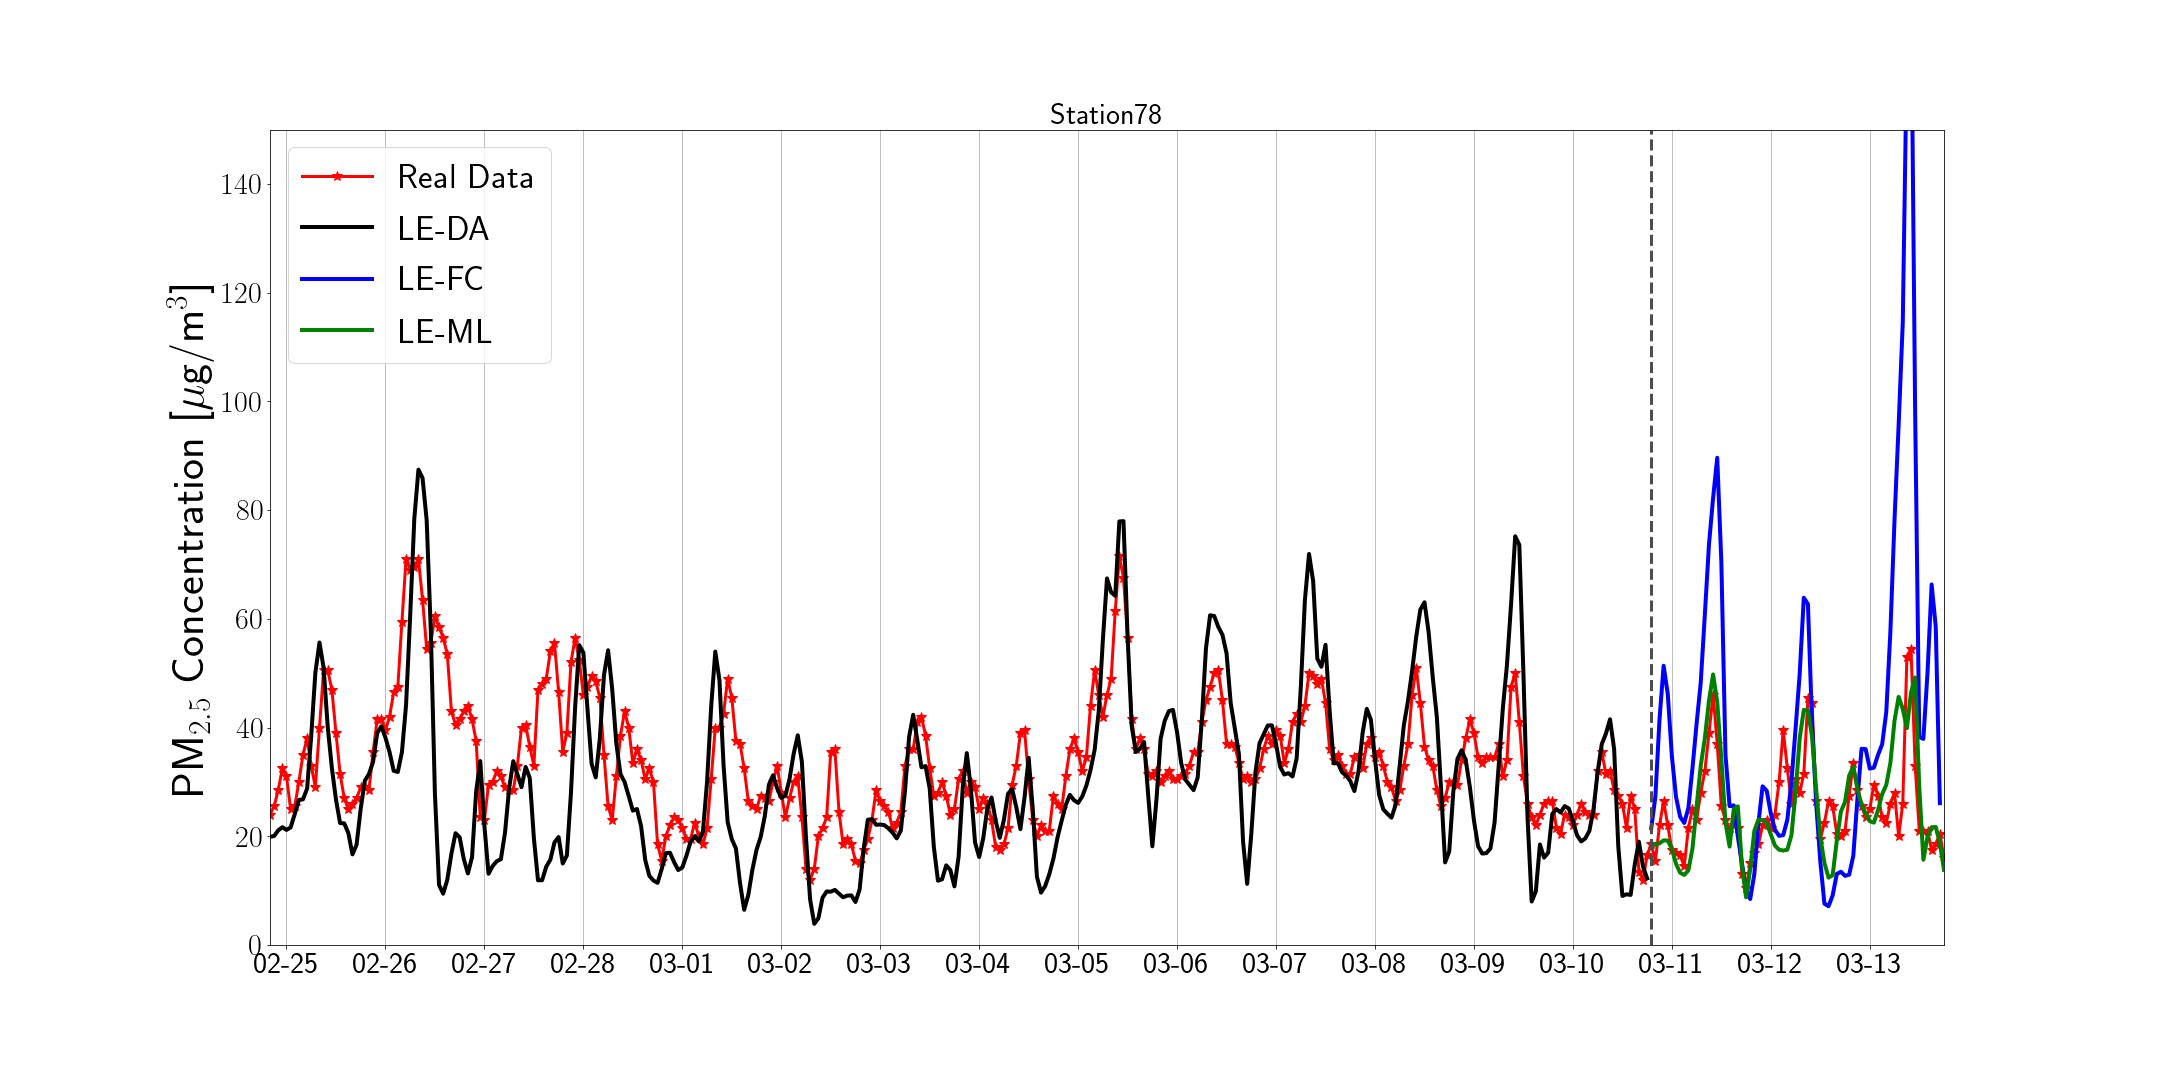 Station78
Real Data
LE-DA
LE-FC
LE-ML
PM2.5 Concentration [μg/m³]
140
120
100
80
60
40
20
0
02-25 02-26 02-27 02-28 03-01 03-02 03-03 03-04 03-05 03-06 03-07 03-08 03-09 03-10 03-11 03-12 03-13